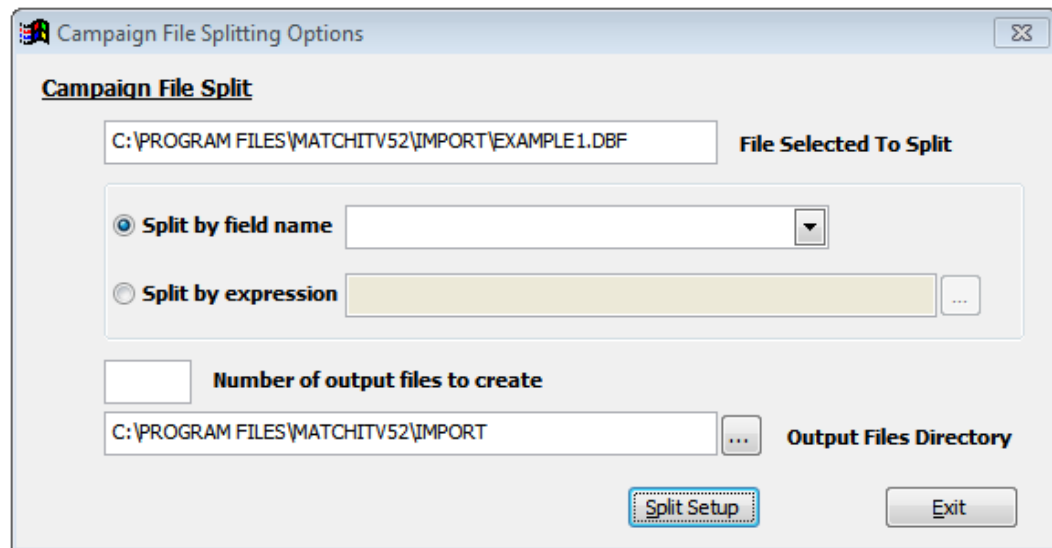 Campaign File Splitting Options
Campaign File Split
C:\PROGRAM FILES\MATCHITV52\IMPORT\EXAMPLE1.DBF File Selected To Split
Split by field name
Split by expression ...
Number of output files to create
C:\PROGRAM FILES\MATCHITV52\IMPORT ... Output Files Directory
Split Setup Exit